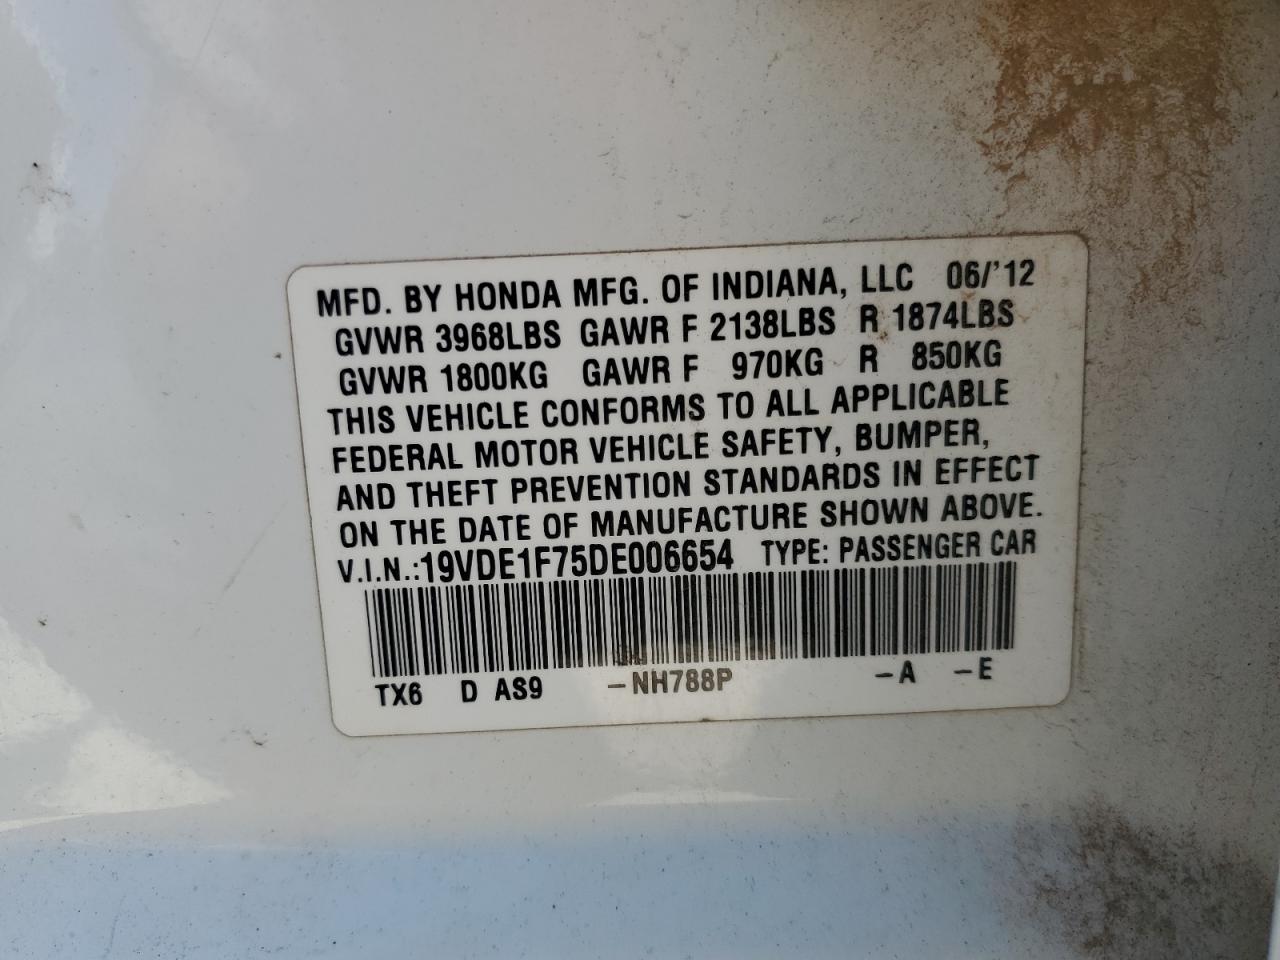 MFD. BY HONDA MFG. OF INDIANA, LLC 06/'12
GVWR 3968LBS GAWR F 2138LBS R 1874LBS
GVWR 1800KG GAWR F 970KG R 850KG
THIS VEHICLE CONFORMS TO ALL APPLICABLE
FEDERAL MOTOR VEHICLE SAFETY, BUMPER,
AND THEFT PREVENTION STANDARDS IN EFFECT
ON THE DATE OF MANUFACTURE SHOWN ABOVE.
V.I.N.:19VDE1F75DE006654 TYPE: PASSENGER CAR
TX6 D AS9 -NH788P -A -E